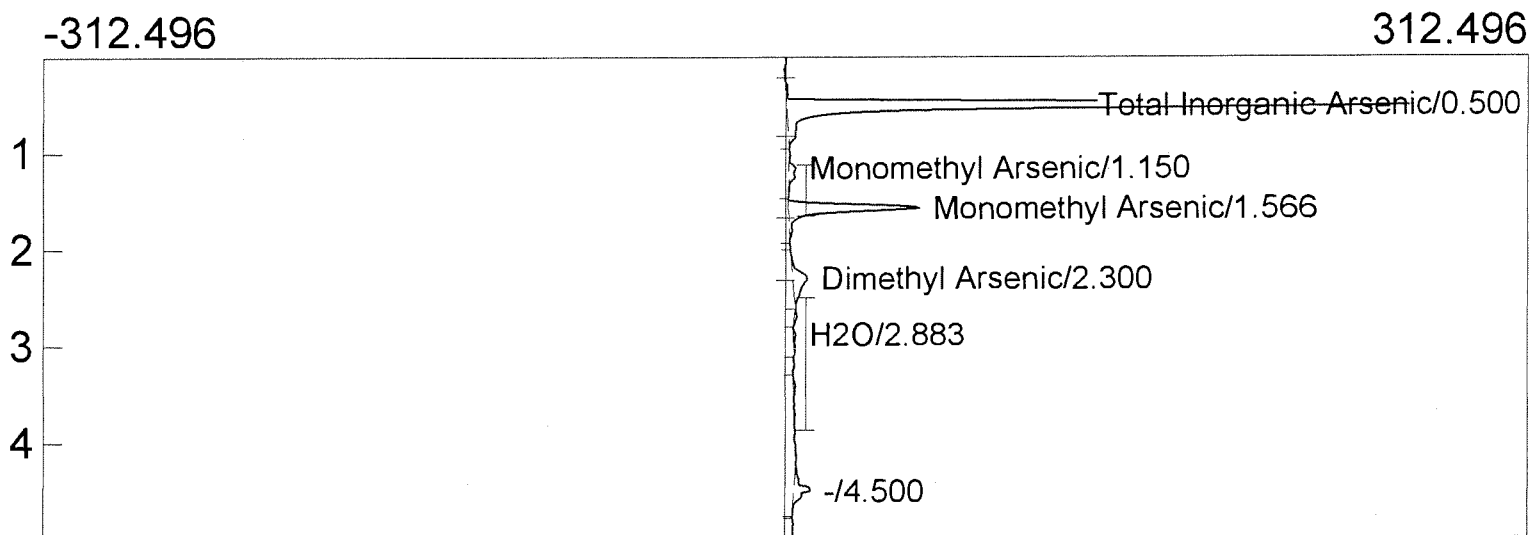 -312.496 312.496
Total Inorganic Arsenic/0.500
1
Monomethyl Arsenic/1.150
Monomethyl Arsenic/1.566
2
Dimethyl Arsenic/2.300
H2O/2.883
3
4
-/4.500